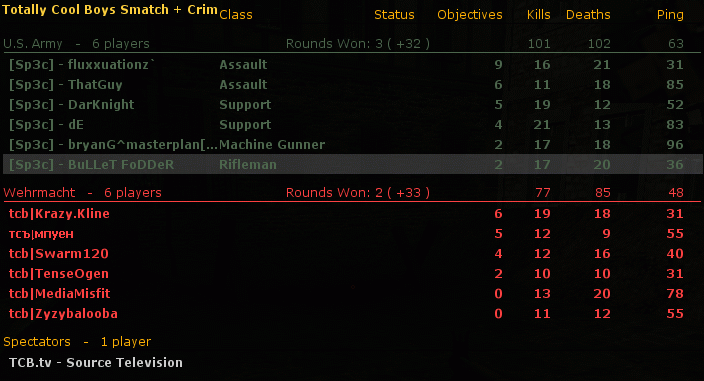 Totally Cool Boys Smatch + Crim Class Status Objectives Kills Deaths Ping
U.S. Army - 6 players Rounds Won: 3 ( +32 ) 101 102 63
[Sp3c] - fluxxuationz` Assault 9 16 21 31
[Sp3c] - ThatGuy Assault 6 11 18 85
[Sp3c] - DarKnight Support 5 19 12 52
[Sp3c] - dE Support 4 21 13 83
[Sp3c] - bryanG^masterplan[... Machine Gunner 2 17 18 96
[Sp3c] - BuLLeT FoDDeR Rifleman 2 17 20 36
Wehrmacht - 6 players Rounds Won: 2 ( +33 ) 77 85 48
tcb|Krazy.Kline 6 19 18 31
тсъ|мпуен 5 12 9 55
tcb|Swarm120 4 12 16 40
tcb|TenseOgen 2 10 10 31
tcb|MediaMisfit 0 13 20 78
tcb|Zyzybalooba 0 11 12 55
Spectators - 1 player
TCB.tv - Source Television